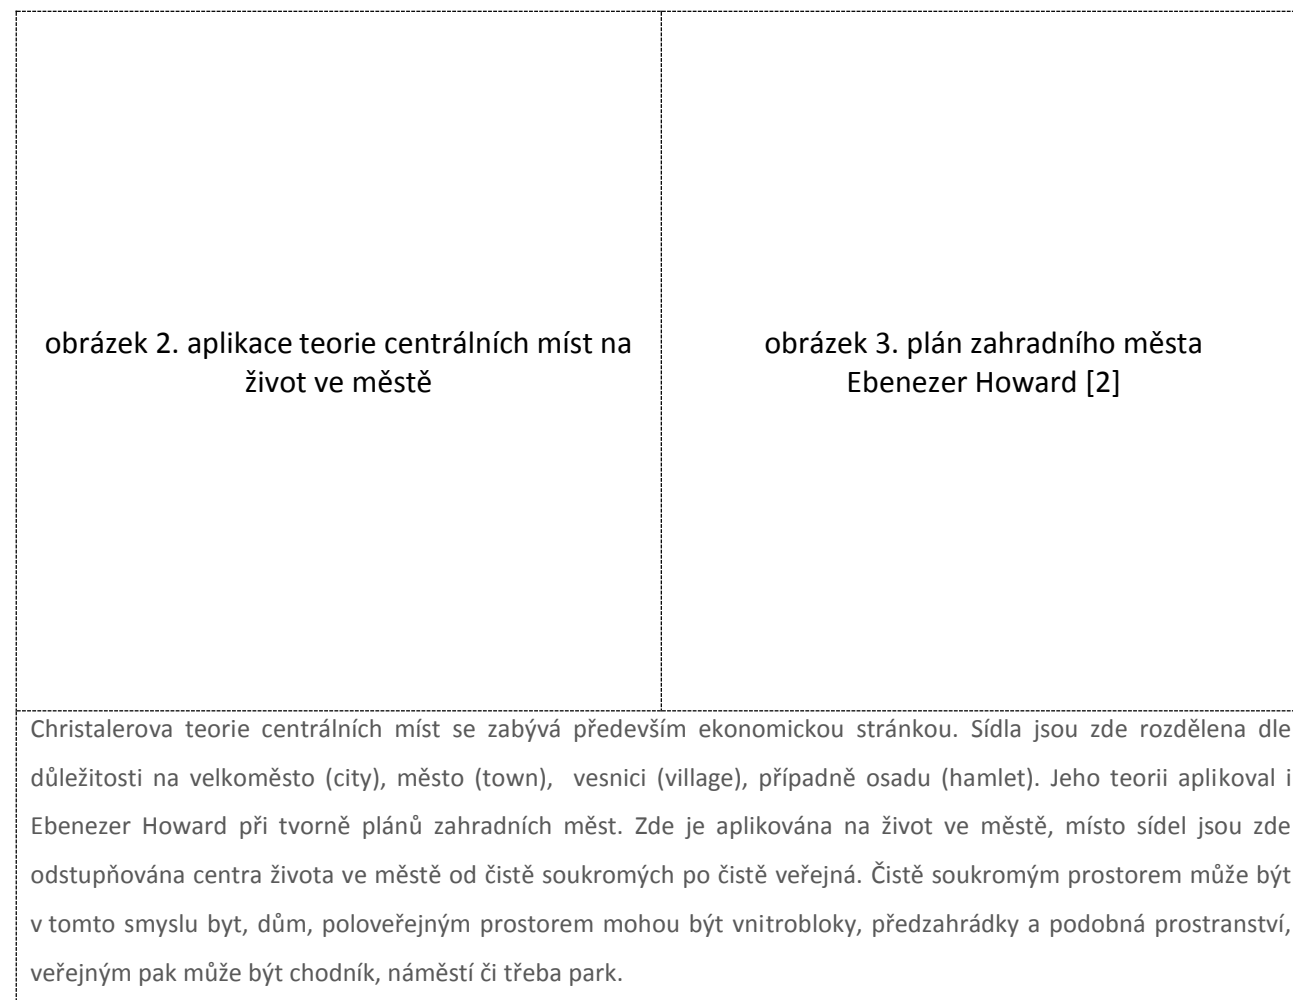 obrázek 2. aplikace teorie centrálních míst na
život ve městě
obrázek 3. plán zahradního města
Ebenezer Howard [2]
Christalerova teorie centrálních míst se zabývá především ekonomickou stránkou. Sídla jsou zde rozdělena dle
důležitosti na velkoměsto (city), město (town), vesnici (village), případně osadu (hamlet). Jeho teorii aplikoval i
Ebenezer Howard při tvorně plánů zahradních měst. Zde je aplikována na život ve městě, místo sídel jsou zde
odstupňována centra života ve městě od čistě soukromých po čistě veřejná. Čistě soukromým prostorem může být
v tomto smyslu byt, dům, poloveřejným prostorem mohou být vnitrobloky, předzahrádky a podobná prostranství,
veřejným pak může být chodník, náměstí či třeba park.